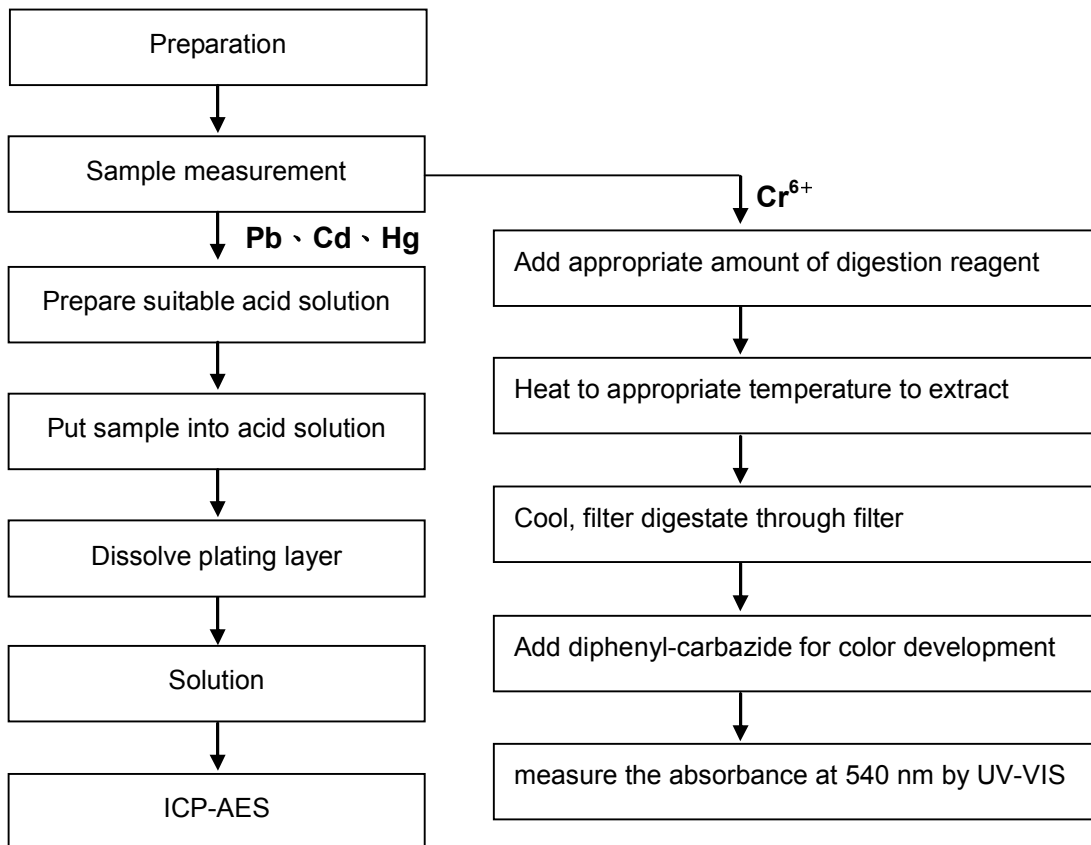 Preparation
Sample measurement
Pb、Cd、Hg
Prepare suitable acid solution
Put sample into acid solution
Dissolve plating layer
Solution
ICP-AES
Cr⁶⁺
Add appropriate amount of digestion reagent
Heat to appropriate temperature to extract
Cool, filter digestate through filter
Add diphenyl-carbazide for color development
measure the absorbance at 540 nm by UV-VIS